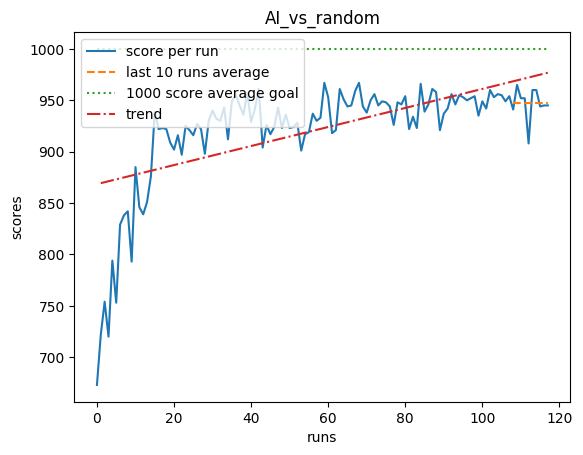 AI_vs_random
score per run
last 10 runs average
1000 score average goal
trend
scores
1000
950
900
850
800
750
700
0
20
40
60
80
100
120
runs